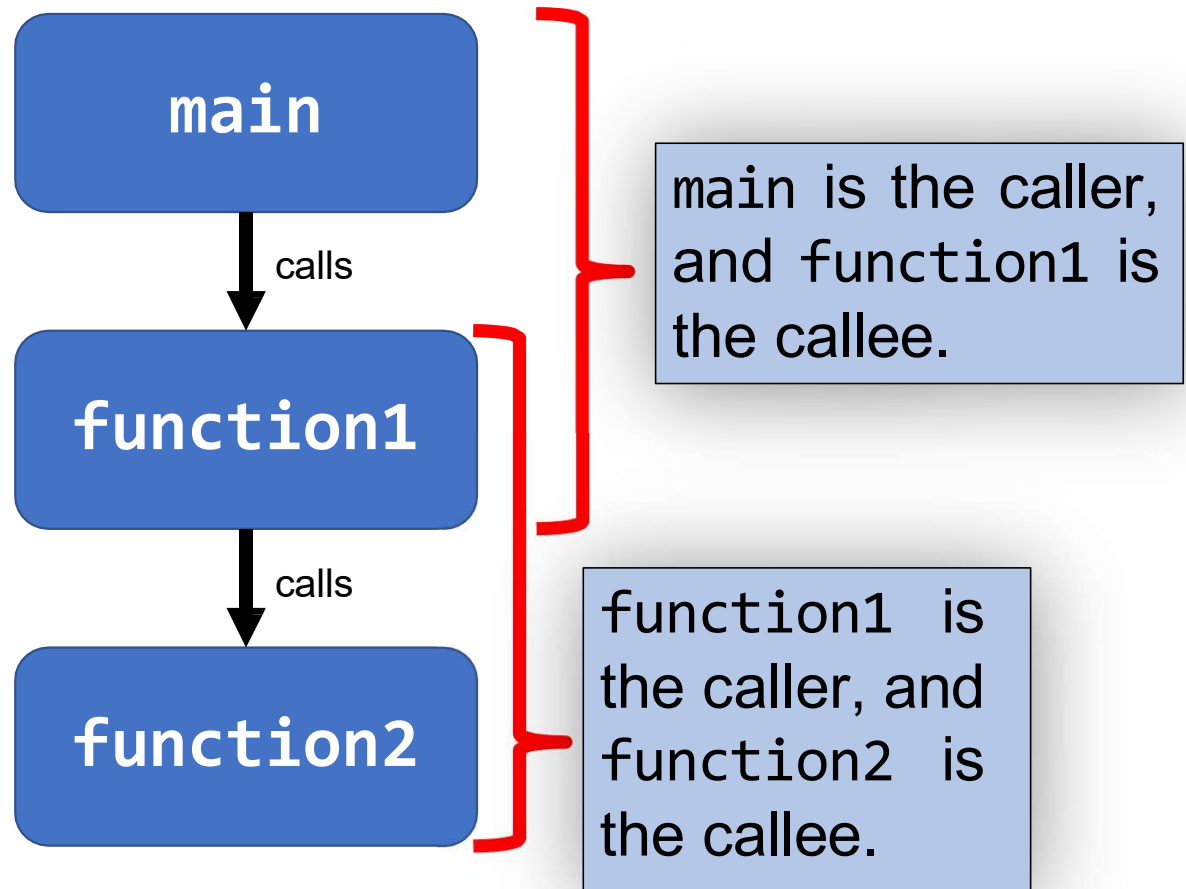 main
calls
main is the caller,
and function1 is
the callee.
function1
calls
function1 is
the caller, and
function2 is
the callee.
function2